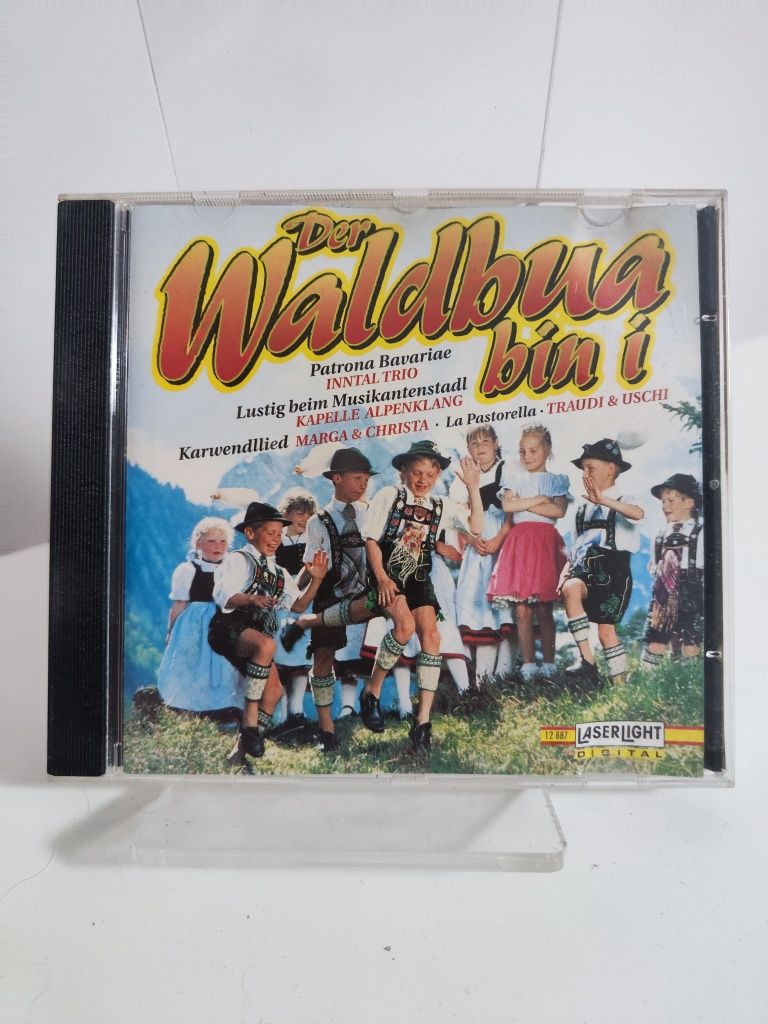 Der
Waldbua
bin i
Patrona Bavariae
INNTAL TRIO
Lustig beim Musikantenstadl
KAPELLE ALPENKLANG
Karwendllied MARGA & CHRISTA · La Pastorella · TRAUDI & USCHI
12 887 LASERLIGHT
DIGITAL